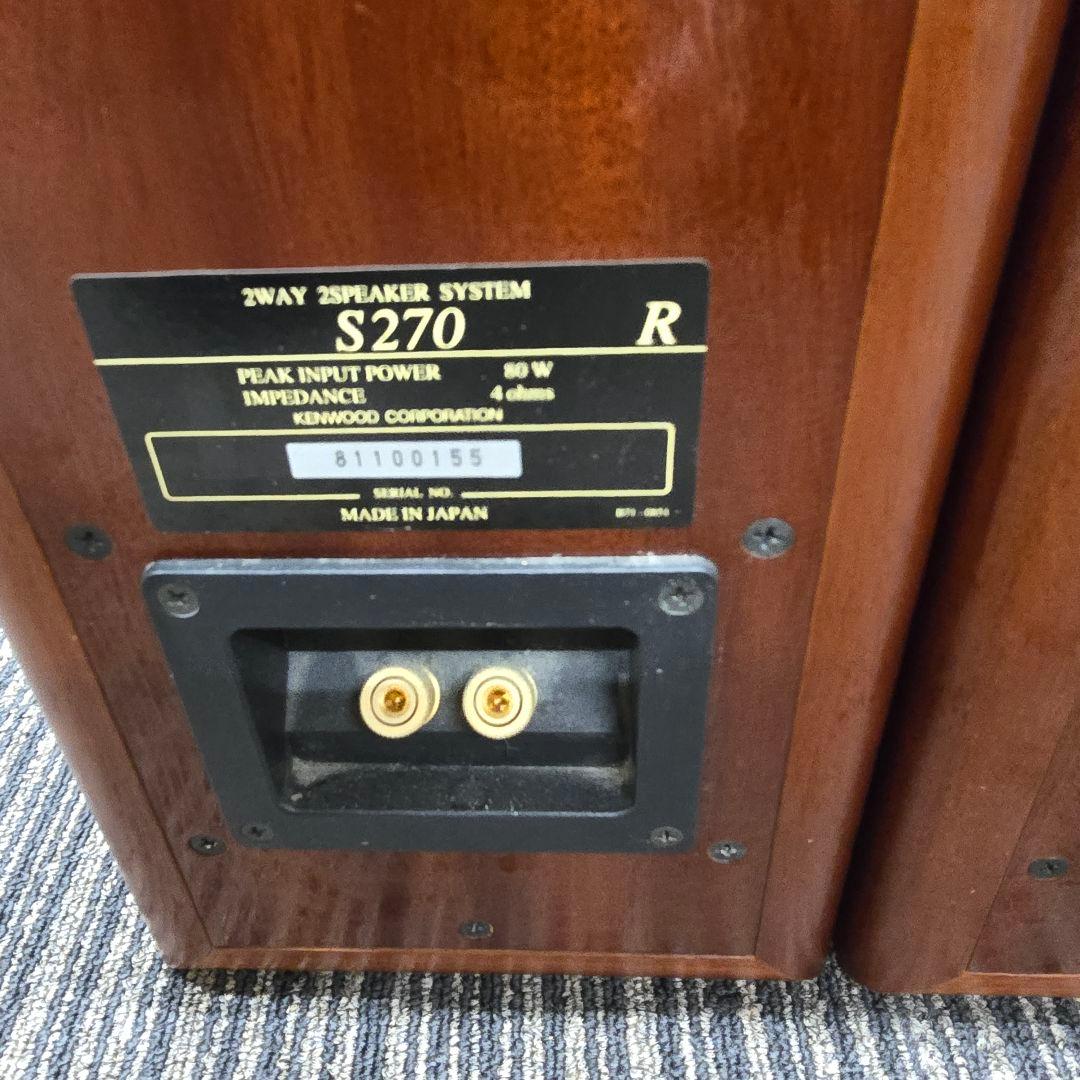 2WAY 2SPEAKER SYSTEM
S270 R
PEAK INPUT POWER 80 W
IMPEDANCE 4 ohms
KENWOOD CORPORATION
81100155
SERIAL NO.
MADE IN JAPAN